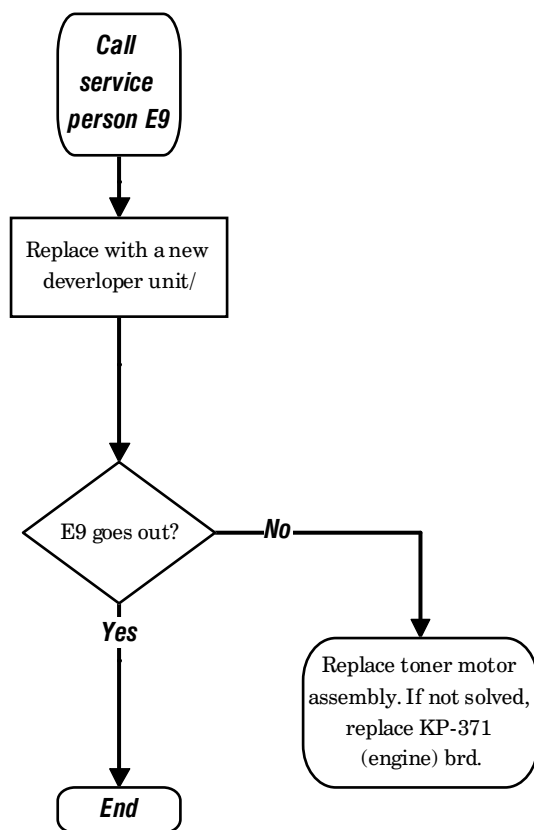 Call
service
person E9
Replace with a new
deverloper unit/
E9 goes out?
No
Yes
Replace toner motor
assembly. If not solved,
replace KP-371
(engine) brd.
End